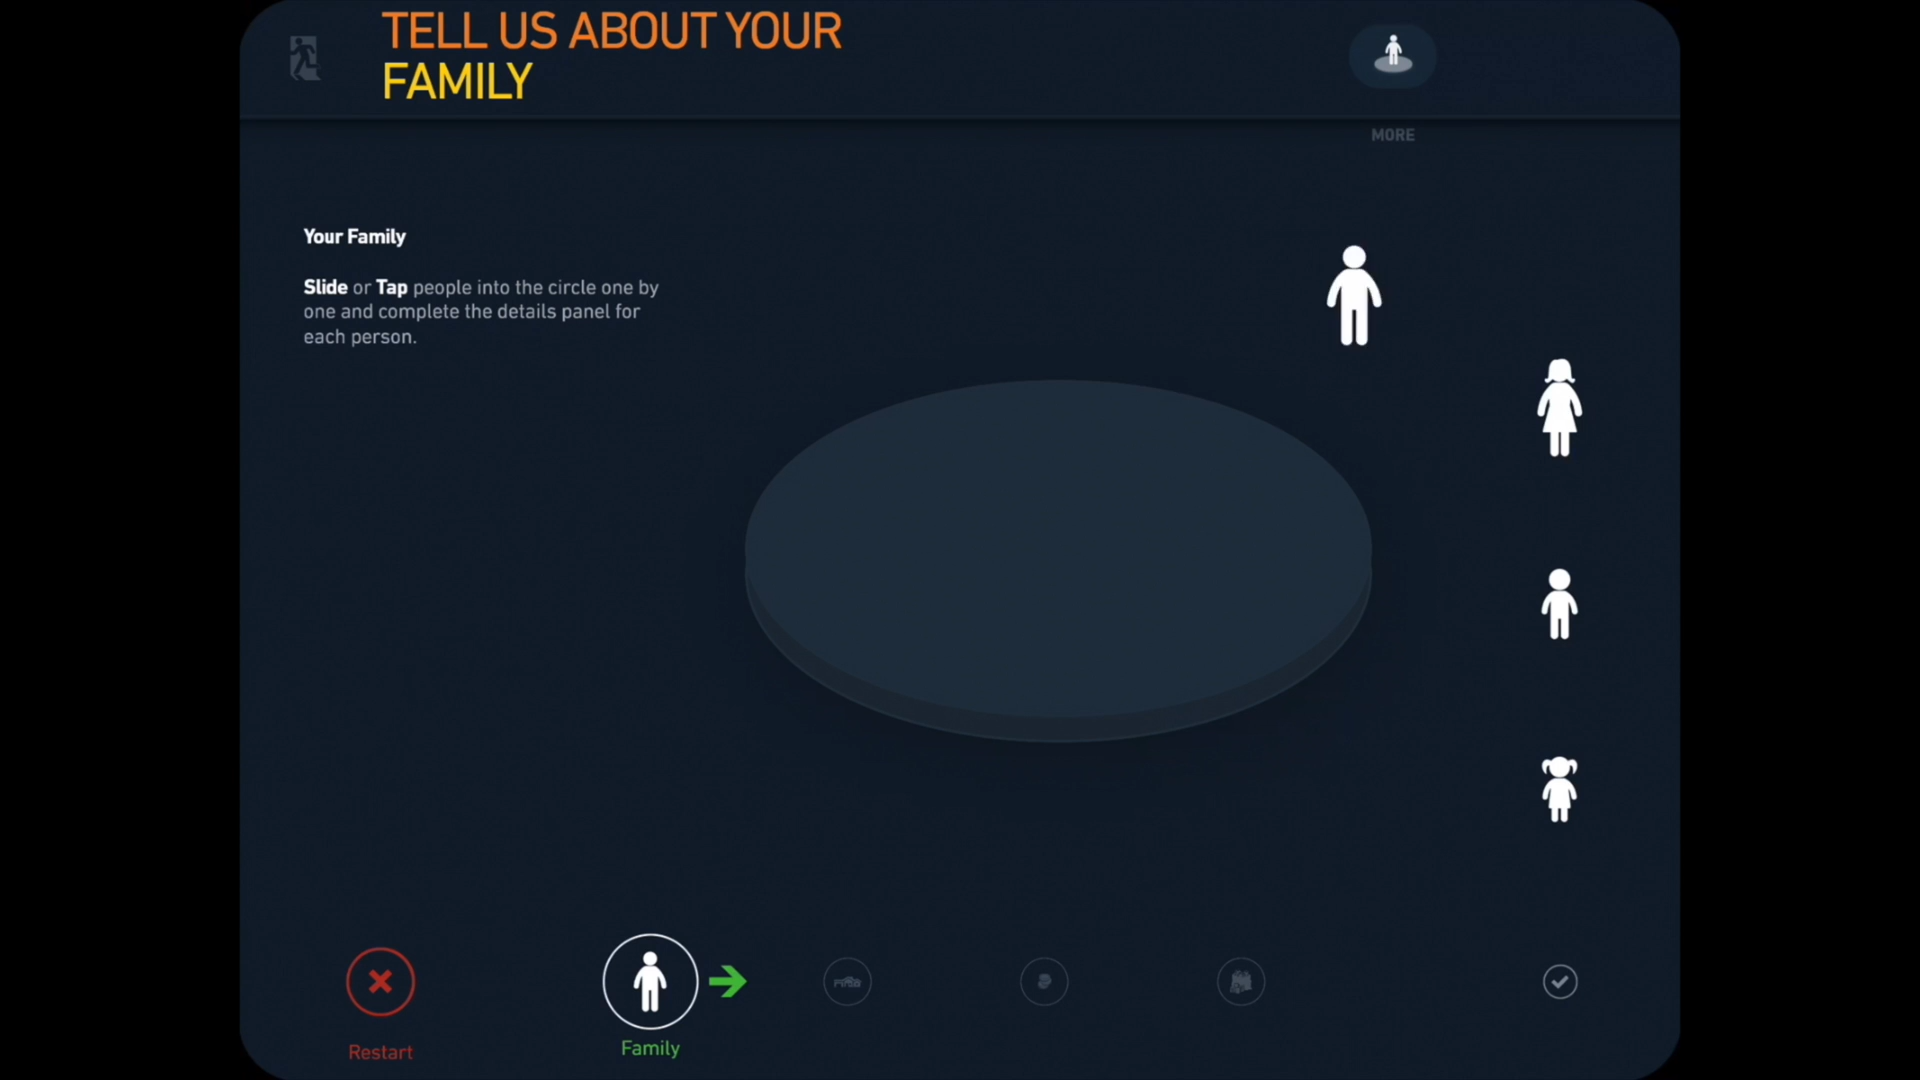 TELL US ABOUT YOUR
FAMILY
MORE
Your Family
Slide or Tap people into the circle one by
one and complete the details panel for
each person.
Restart
Family